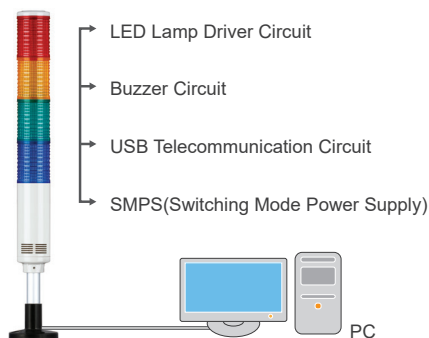 LED Lamp Driver Circuit
Buzzer Circuit
USB Telecommunication Circuit
SMPS(Switching Mode Power Supply)
PC